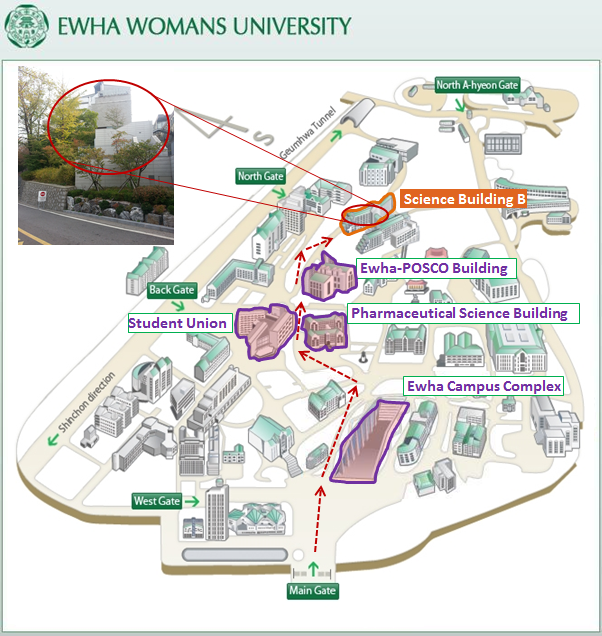 EWHA WOMANS UNIVERSITY
North A-hyeon Gate
Geumhwa Tunnel
North Gate
Science Building B
Ewha-POSCO Building
Back Gate
Pharmaceutical Science Building
Student Union
Ewha Campus Complex
Shinchon direction
West Gate
Main Gate